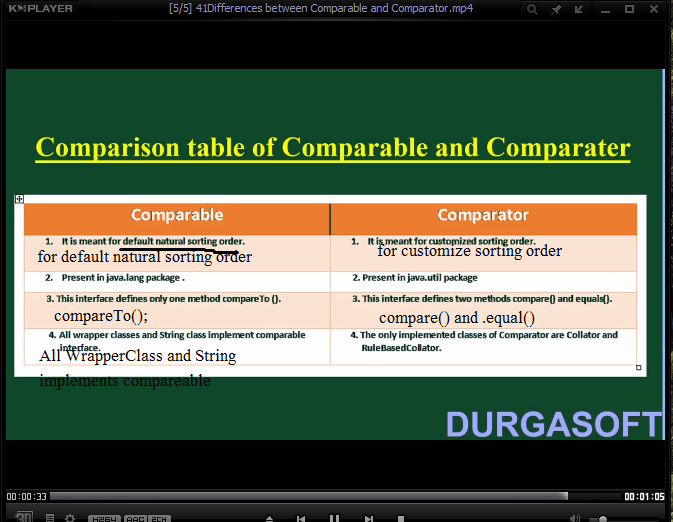 KMPLAYER [5/5] 41Differences between Comparable and Comparator.mp4
Comparison table of Comparable and Comparater
Comparable Comparator
1. It is meant for default natural sorting order. 1. It is meant for customized sorting order.
for default natural sorting order for customize sorting order
2. Present in java.lang package . 2. Present in java.util package
3. This interface defines only one method compareTo (). 3. This interface defines two methods compare() and equals().
compareTo(); compare() and .equal()
4. All wrapper classes and String class implement comparable 4. The only implemented classes of Comparator are Collator and
interface. RuleBasedCollator.
All WrapperClass and String
implements compareable
DURGASOFT
00:00:33 00:01:05
3D H264 AAC 2CH